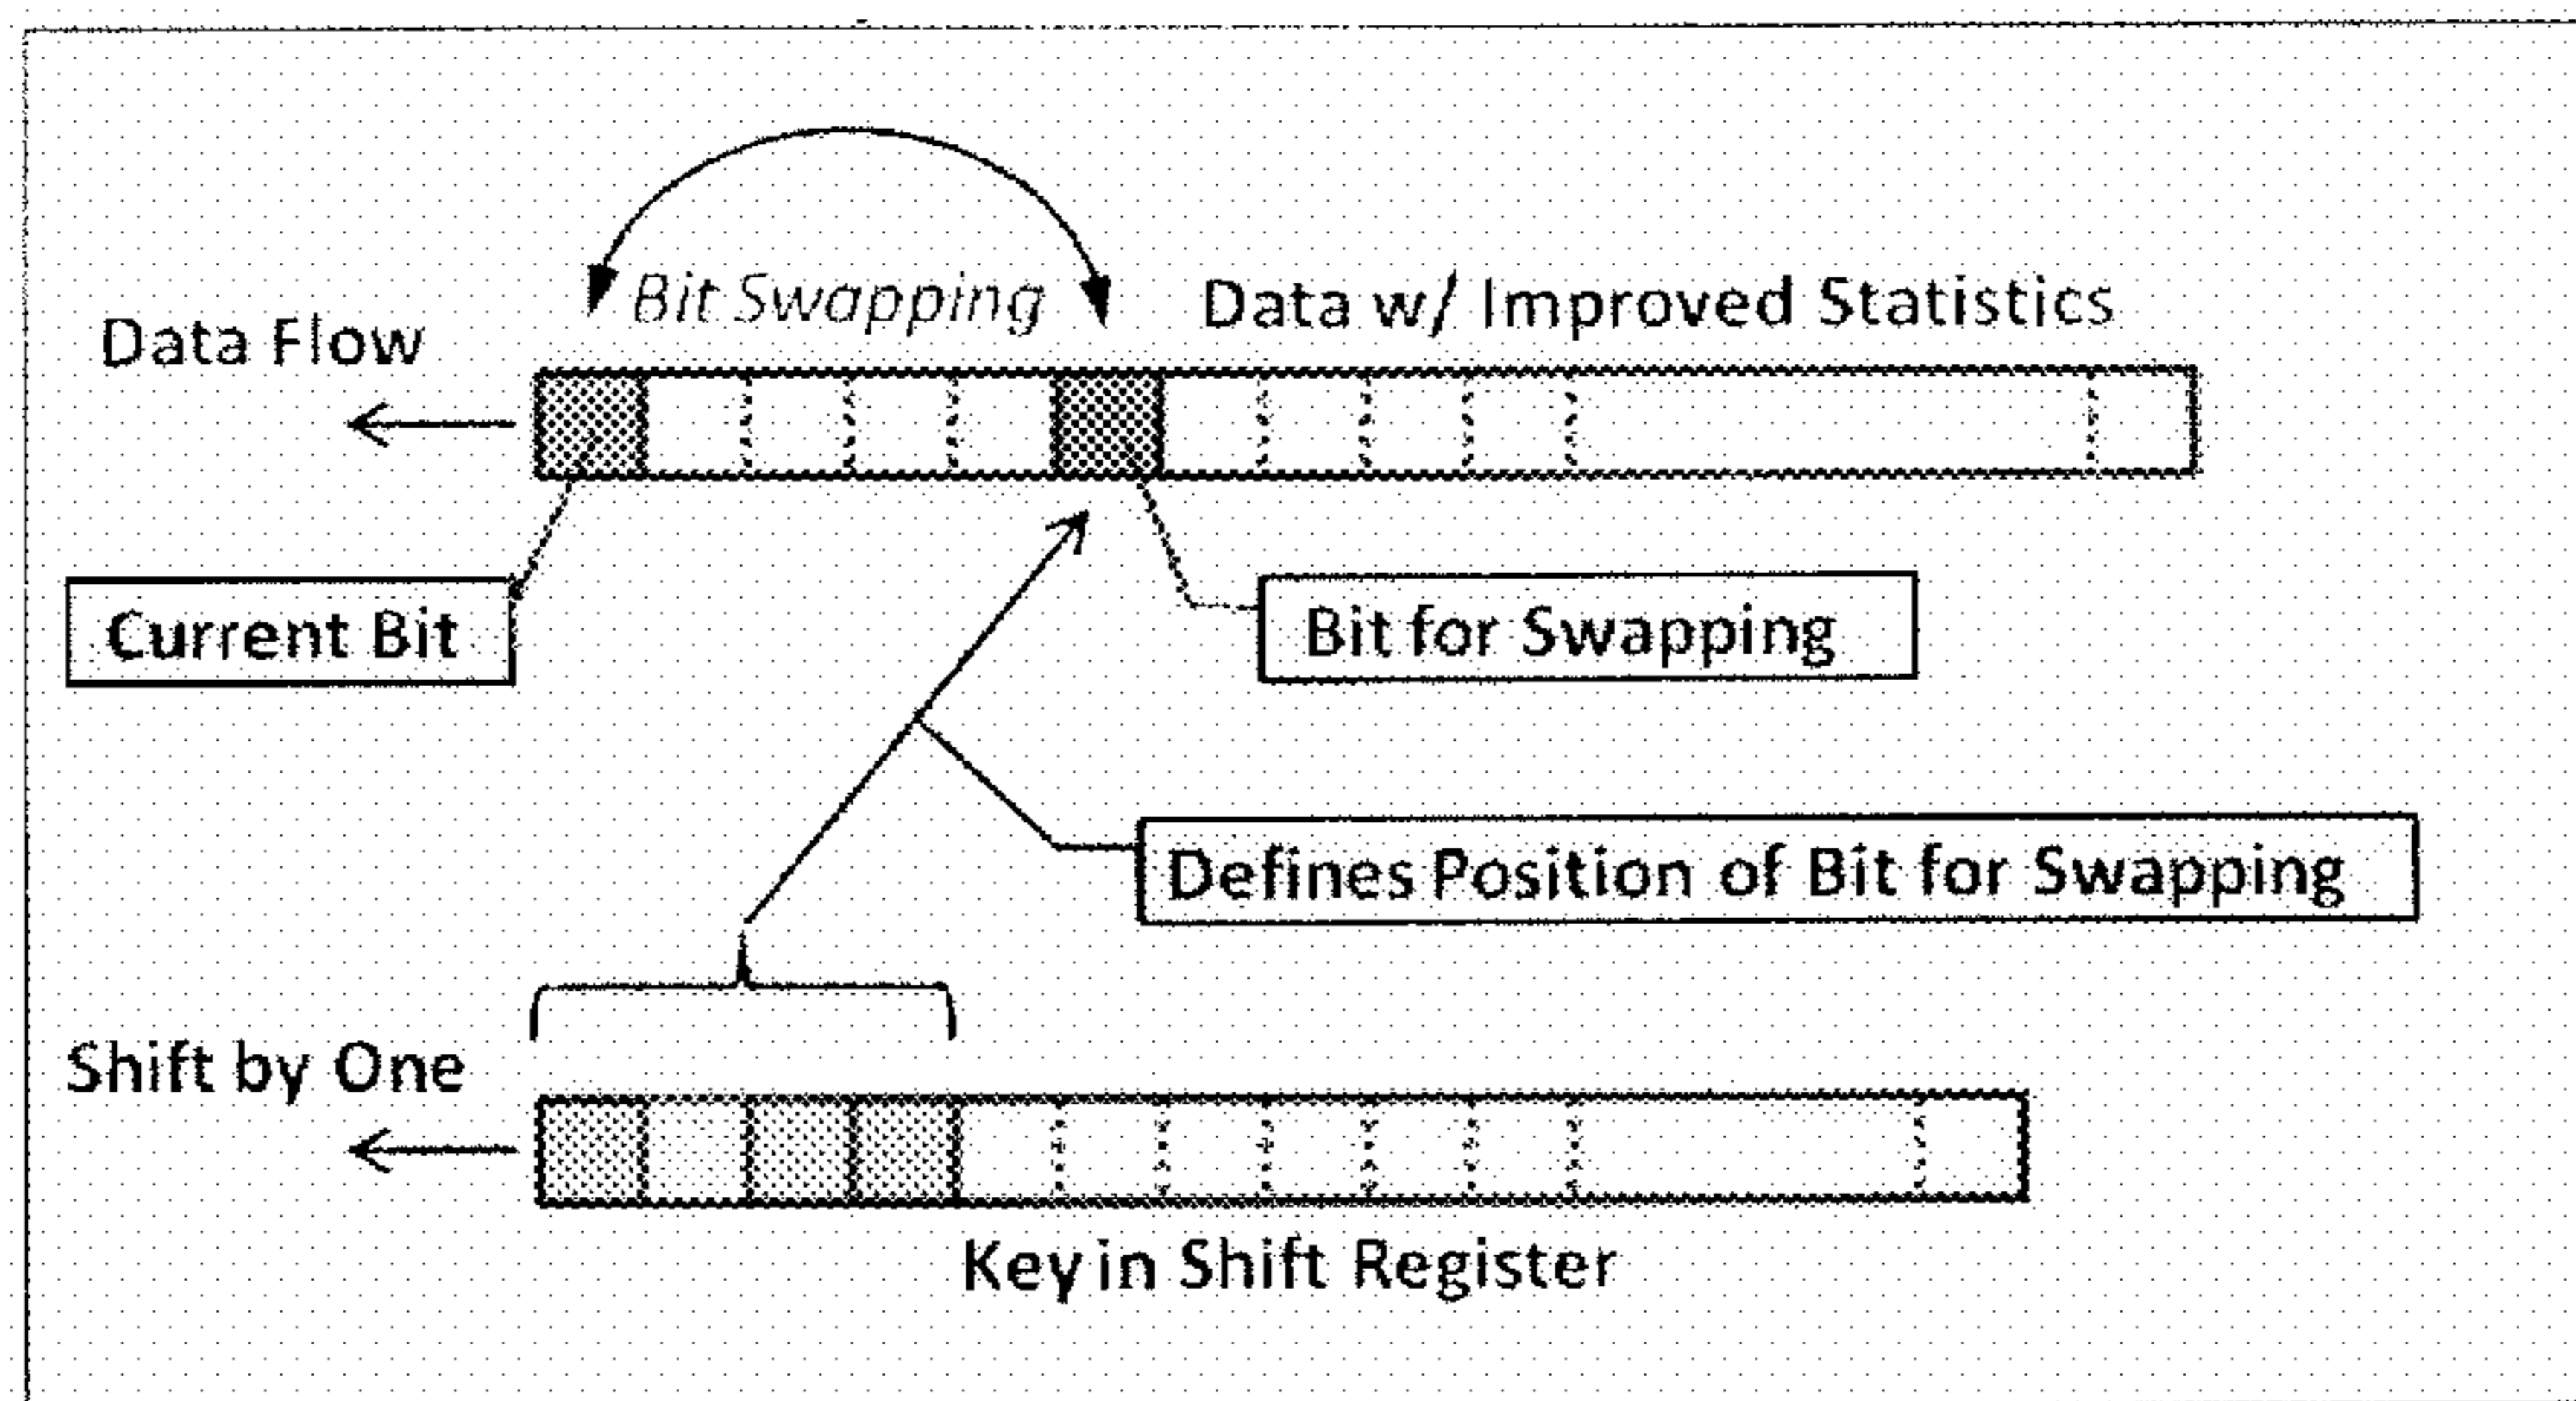 Bit Swapping
Data w/ Improved Statistics
Data Flow
Current Bit
Bit for Swapping
Defines Position of Bit for Swapping
Shift by One
Key in Shift Register